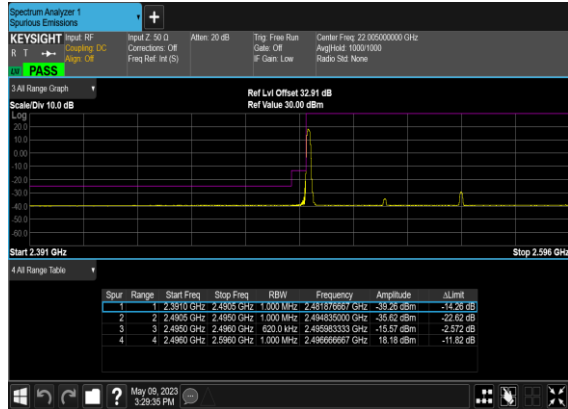 Spectrum Analyzer 1
Spurious Emissions
+
KEYSIGHT Input: RF
R T Coupling: DC
Align: Off
Input Z: 50 Ω
Corrections: Off
Freq Ref: Int (S)
Atten: 20 dB
Trig: Free Run
Gate: Off
IF Gain: Low
Center Freq: 22.005000000 GHz
Avg|Hold: 1000/1000
Radio Std: None
PASS
3 All Range Graph
Ref Lvl Offset 32.91 dB
Scale/Div 10.0 dB
Ref Value 30.00 dBm
Log
20.0
10.0
0.00
-10.0
-20.0
-30.0
-40.0
-50.0
-60.0
Start 2.391 GHz
Stop 2.596 GHz
4 All Range Table
Spur Range Start Freq Stop Freq RBW Frequency Amplitude ΔLimit
1 1 2.3910 GHz 2.4905 GHz 1.000 MHz 2.481876667 GHz -39.26 dBm -14.26 dB
2 2 2.4905 GHz 2.4950 GHz 1.000 MHz 2.494835000 GHz -35.62 dBm -22.62 dB
3 3 2.4950 GHz 2.4960 GHz 620.0 kHz 2.495983333 GHz -15.57 dBm -2.572 dB
4 4 2.4960 GHz 2.5960 GHz 1.000 MHz 2.496666667 GHz 18.18 dBm -11.82 dB
?
May 09, 2023
3:29:35 PM